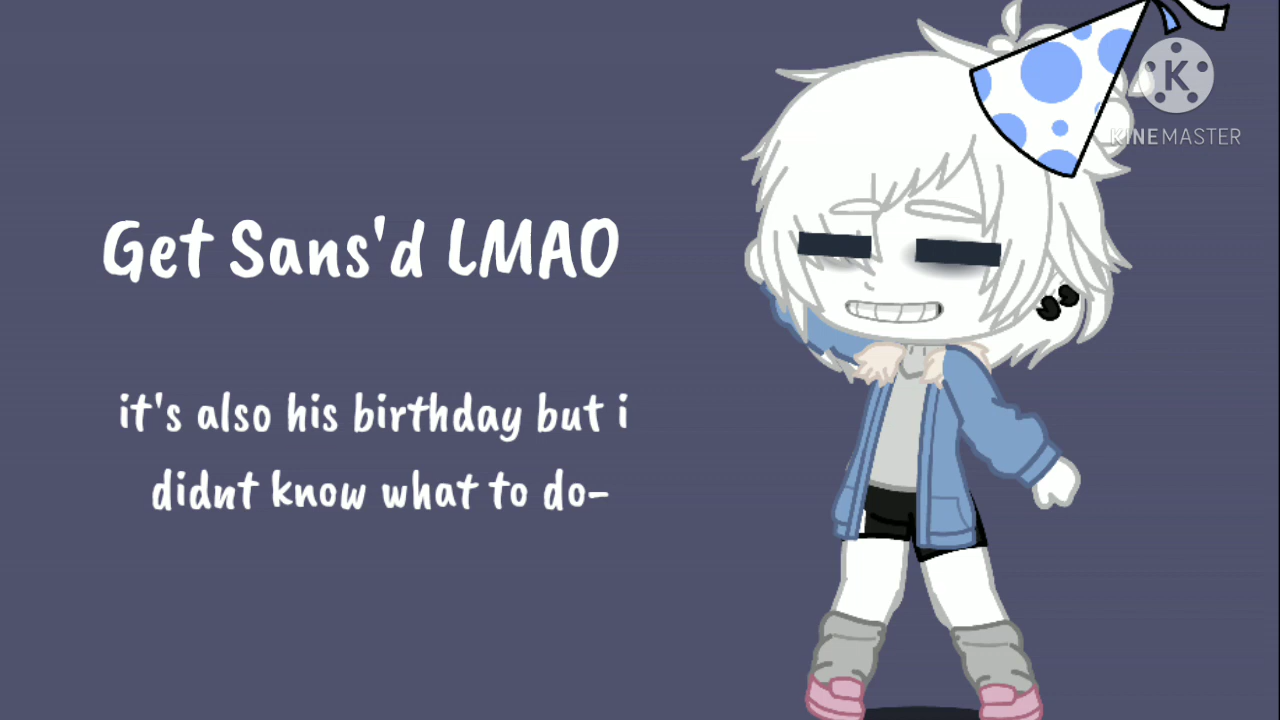 Get Sans'd LMAO
it's also his birthday but i
didnt know what to do-
K
KINEMASTER